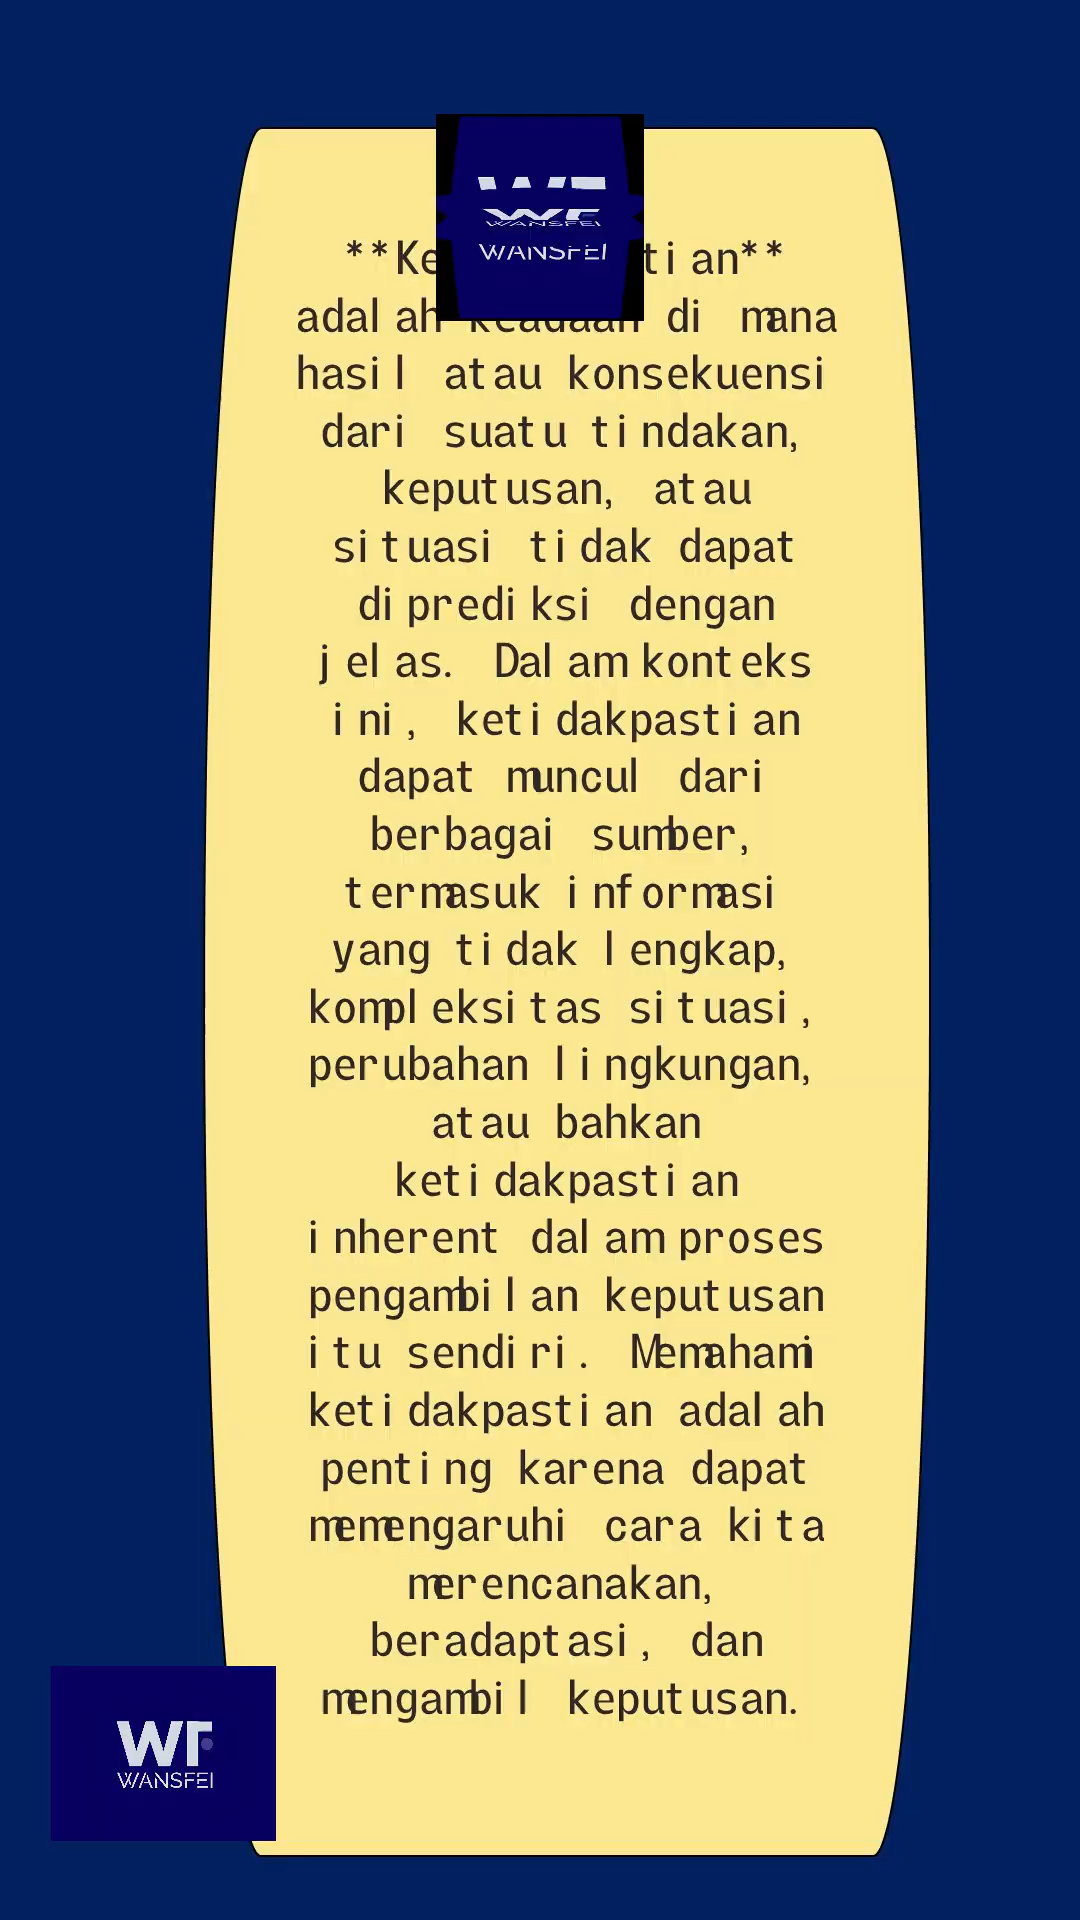 WANSFEI
adalah keadaan di mana
hasil atau konsekuensi
dari suatu tindakan,
keputusan, atau
situasi tidak dapat
diprediksi dengan
jelas. Dalam konteks
ini, ketidakpastian
dapat muncul dari
berbagai sumber,
termasuk informasi
yang tidak lengkap,
kompleksitas situasi,
perubahan lingkungan,
atau bahkan
ketidakpastian
inherent dalam proses
pengambilan keputusan
itu sendiri. Memahami
ketidakpastian adalah
penting karena dapat
memengaruhi cara kita
merencanakan,
beradaptasi, dan
mengambil keputusan.
WF
WANSFEI